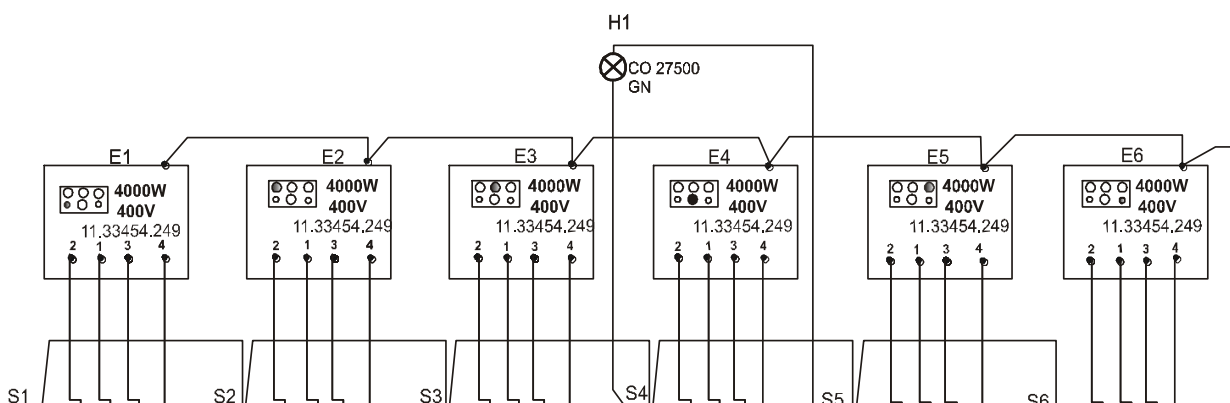 H1
CO 27500
GN
E1 E2 E3 E4 E5 E6
4000W 4000W 4000W 4000W 4000W 4000W
400V 400V 400V 400V 400V 400V
11.33454.249 11.33454.249 11.33454.249 11.33454.249 11.33454.249 11.33454.249
2 1 3 4 2 1 3 4 2 1 3 4 2 1 3 4 2 1 3 4 2 1 3 4
S1 S2 S3 S4 S5 S6